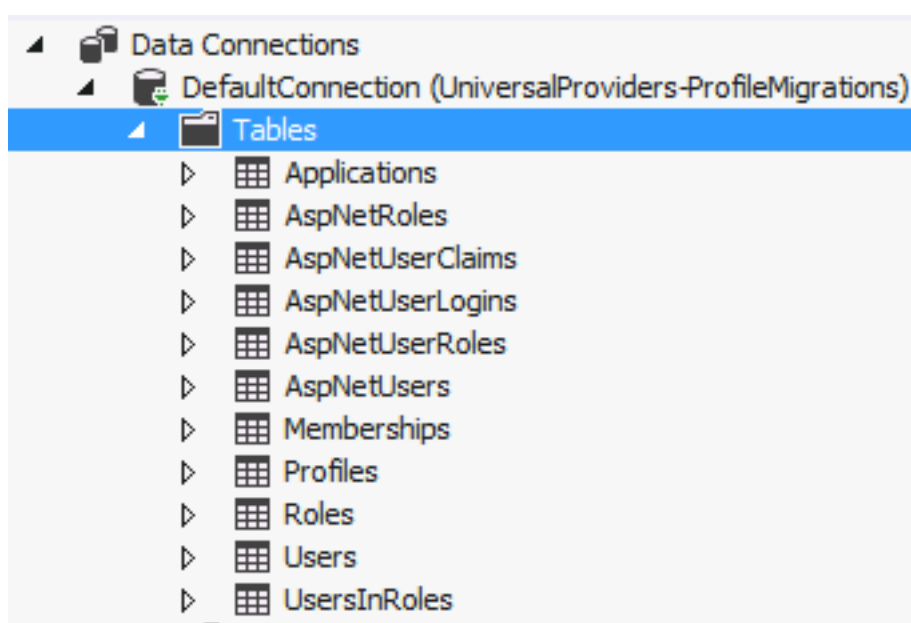 Data Connections
DefaultConnection (UniversalProviders-ProfileMigrations)
Tables
Applications
AspNetRoles
AspNetUserClaims
AspNetUserLogins
AspNetUserRoles
AspNetUsers
Memberships
Profiles
Roles
Users
UsersInRoles